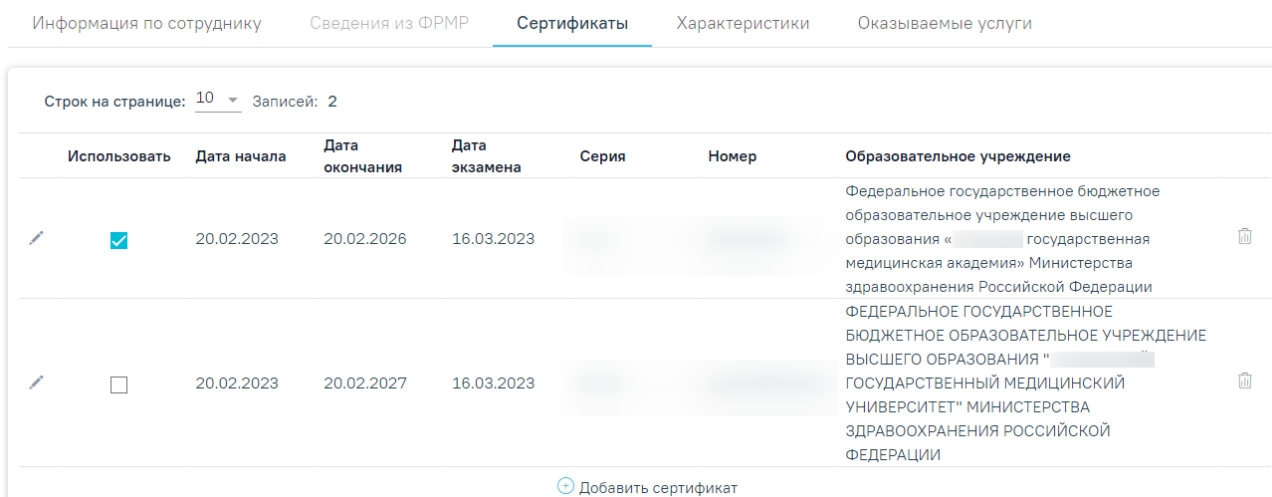 Информация по сотруднику Сведения из ФРМР Сертификаты Характеристики Оказываемые услуги
Строк на странице: 10 Записей: 2
Использовать Дата начала Дата окончания Дата экзамена Серия Номер Образовательное учреждение
20.02.2023 20.02.2026 16.03.2023
Федеральное государственное бюджетное
образовательное учреждение высшего
образования « государственная
медицинская академия» Министерства
здравоохранения Российской Федерации
20.02.2023 20.02.2027 16.03.2023
ФЕДЕРАЛЬНОЕ ГОСУДАРСТВЕННОЕ
БЮДЖЕТНОЕ ОБРАЗОВАТЕЛЬНОЕ УЧРЕЖДЕНИЕ
ВЫСШЕГО ОБРАЗОВАНИЯ "
ГОСУДАРСТВЕННЫЙ МЕДИЦИНСКИЙ
УНИВЕРСИТЕТ" МИНИСТЕРСТВА
ЗДРАВООХРАНЕНИЯ РОССИЙСКОЙ
ФЕДЕРАЦИИ
Добавить сертификат